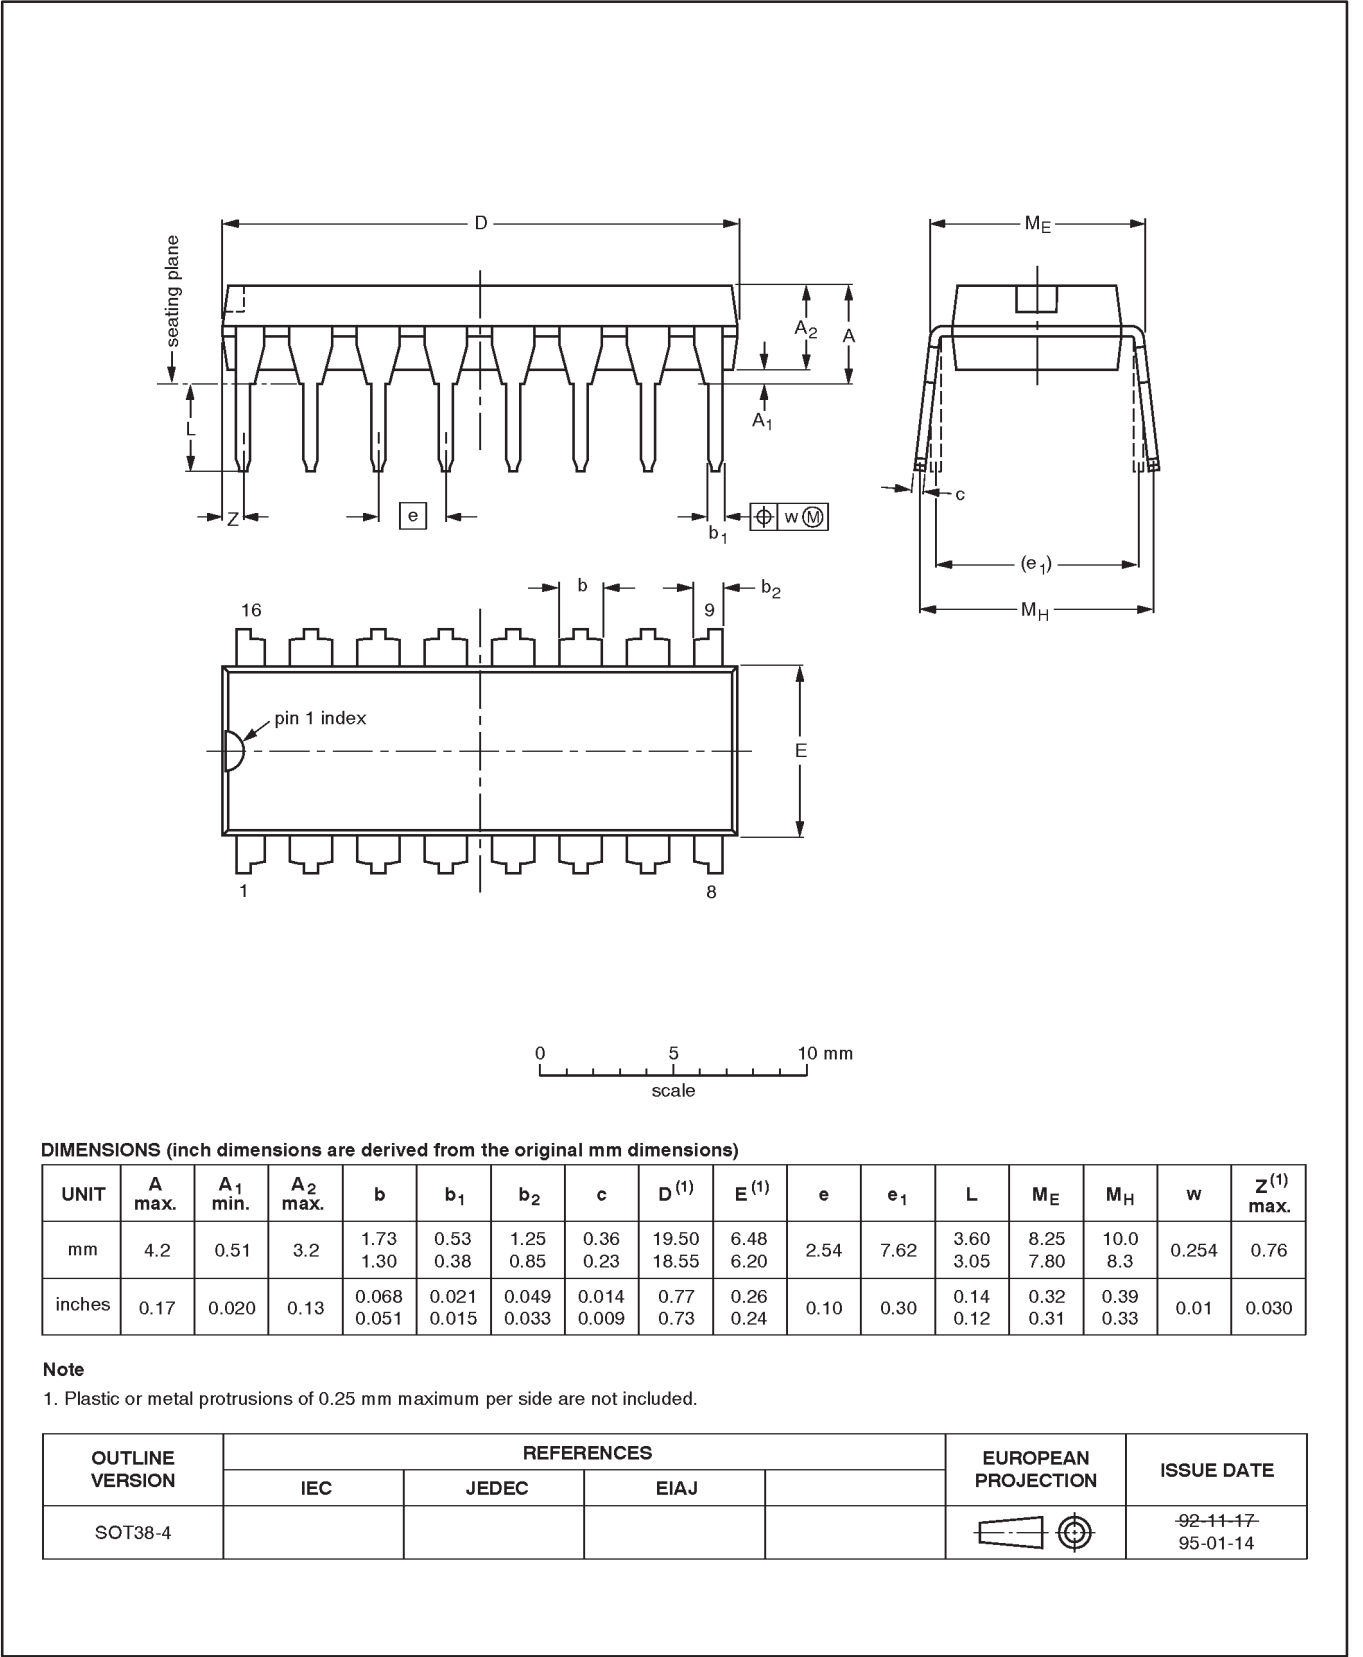 D
ME
seating plane
A2
A
A1
L
Z
e
b1
w M
c
(e1)
MH
b
b2
16
9
pin 1 index
E
1
8
0 5 10 mm
scale
DIMENSIONS (inch dimensions are derived from the original mm dimensions)
UNIT A max. A1 min. A2 max. b b1 b2 c D(1) E(1) e e1 L ME MH w Z(1) max.
mm 4.2 0.51 3.2 1.73 1.30 0.53 0.38 1.25 0.85 0.36 0.23 19.50 18.55 6.48 6.20 2.54 7.62 3.60 3.05 8.25 7.80 10.0 8.3 0.254 0.76
inches 0.17 0.020 0.13 0.068 0.051 0.021 0.015 0.049 0.033 0.014 0.009 0.77 0.73 0.26 0.24 0.10 0.30 0.14 0.12 0.32 0.31 0.39 0.33 0.01 0.030
Note
1. Plastic or metal protrusions of 0.25 mm maximum per side are not included.
OUTLINE VERSION REFERENCES EUROPEAN PROJECTION ISSUE DATE
IEC JEDEC EIAJ
SOT38-4 92-11-17
95-01-14